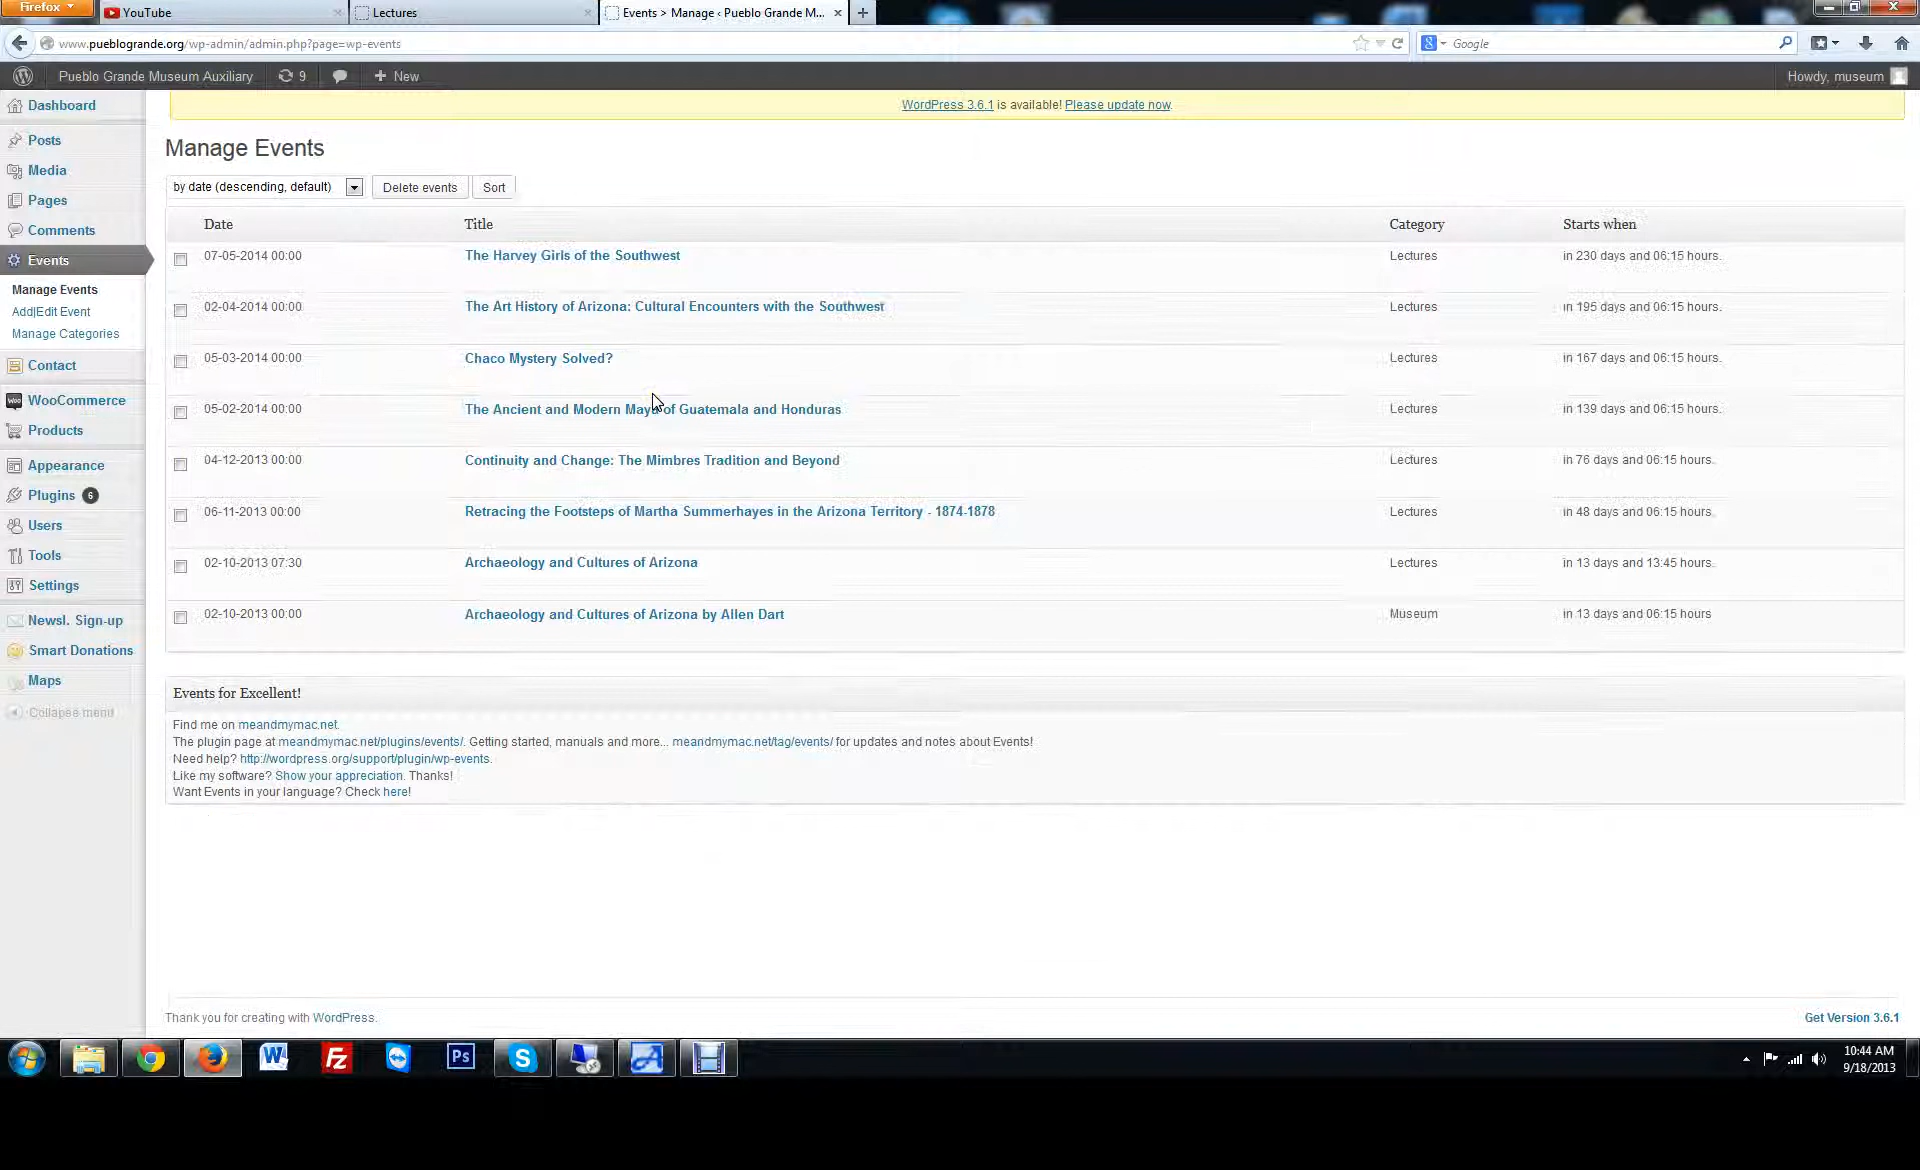 Firefox
YouTube
Lectures
Events > Manage ‹ Pueblo Grande M...
www.pueblogrande.org/wp-admin/admin.php?page=wp-events
Google
Pueblo Grande Museum Auxiliary
9
New
Howdy, museum
WordPress 3.6.1 is available! Please update now.
Dashboard
Posts
Media
Pages
Comments
Events
Manage Events
Add|Edit Event
Manage Categories
Contact
WooCommerce
Products
Appearance
Plugins 6
Users
Tools
Settings
Newsl. Sign-up
Smart Donations
Maps
Collapse menu
Manage Events
by date (descending, default)
Delete events
Sort
Date Title Category Starts when
07-05-2014 00:00 The Harvey Girls of the Southwest Lectures in 230 days and 06:15 hours.
02-04-2014 00:00 The Art History of Arizona: Cultural Encounters with the Southwest Lectures in 195 days and 06:15 hours.
05-03-2014 00:00 Chaco Mystery Solved? Lectures in 167 days and 06:15 hours.
05-02-2014 00:00 The Ancient and Modern Maya of Guatemala and Honduras Lectures in 139 days and 06:15 hours.
04-12-2013 00:00 Continuity and Change: The Mimbres Tradition and Beyond Lectures in 76 days and 06:15 hours.
06-11-2013 00:00 Retracing the Footsteps of Martha Summerhayes in the Arizona Territory - 1874-1878 Lectures in 48 days and 06:15 hours.
02-10-2013 07:30 Archaeology and Cultures of Arizona Lectures in 13 days and 13:45 hours.
02-10-2013 00:00 Archaeology and Cultures of Arizona by Allen Dart Museum in 13 days and 06:15 hours
Events for Excellent!
Find me on meandmymac.net.
The plugin page at meandmymac.net/plugins/events/. Getting started, manuals and more... meandmymac.net/tag/events/ for updates and notes about Events!
Need help? http://wordpress.org/support/plugin/wp-events.
Like my software? Show your appreciation. Thanks!
Want Events in your language? Check here!
Thank you for creating with WordPress.
Get Version 3.6.1
W
Fz
Ps
S
10:44 AM
9/18/2013